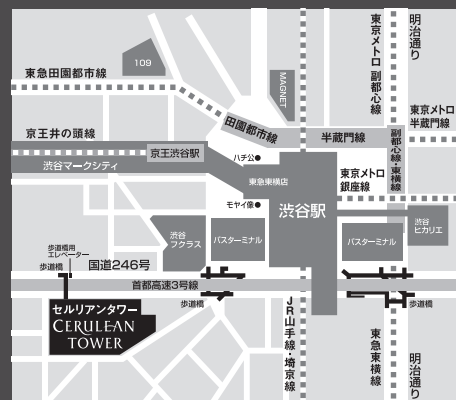 東急田園都市線
109
MAGNET
東京メトロ 副都心線
明治通り
田園都市線
半蔵門線
東京メトロ
半蔵門線
京王井の頭線
京王渋谷駅
渋谷マークシティ
ハチ公●
東急東横店
モヤイ像●
渋谷駅
東京メトロ
銀座線
副都心線・東横線
渋谷
フクラス
バスターミナル
バスターミナル
渋谷
ヒカリエ
歩道橋用
エレベーター
歩道橋
国道246号
首都高速3号線
歩道橋
歩道橋
セルリアンタワー
CERULEAN
TOWER
JR山手線・埼京線
東急東横線
明治通り